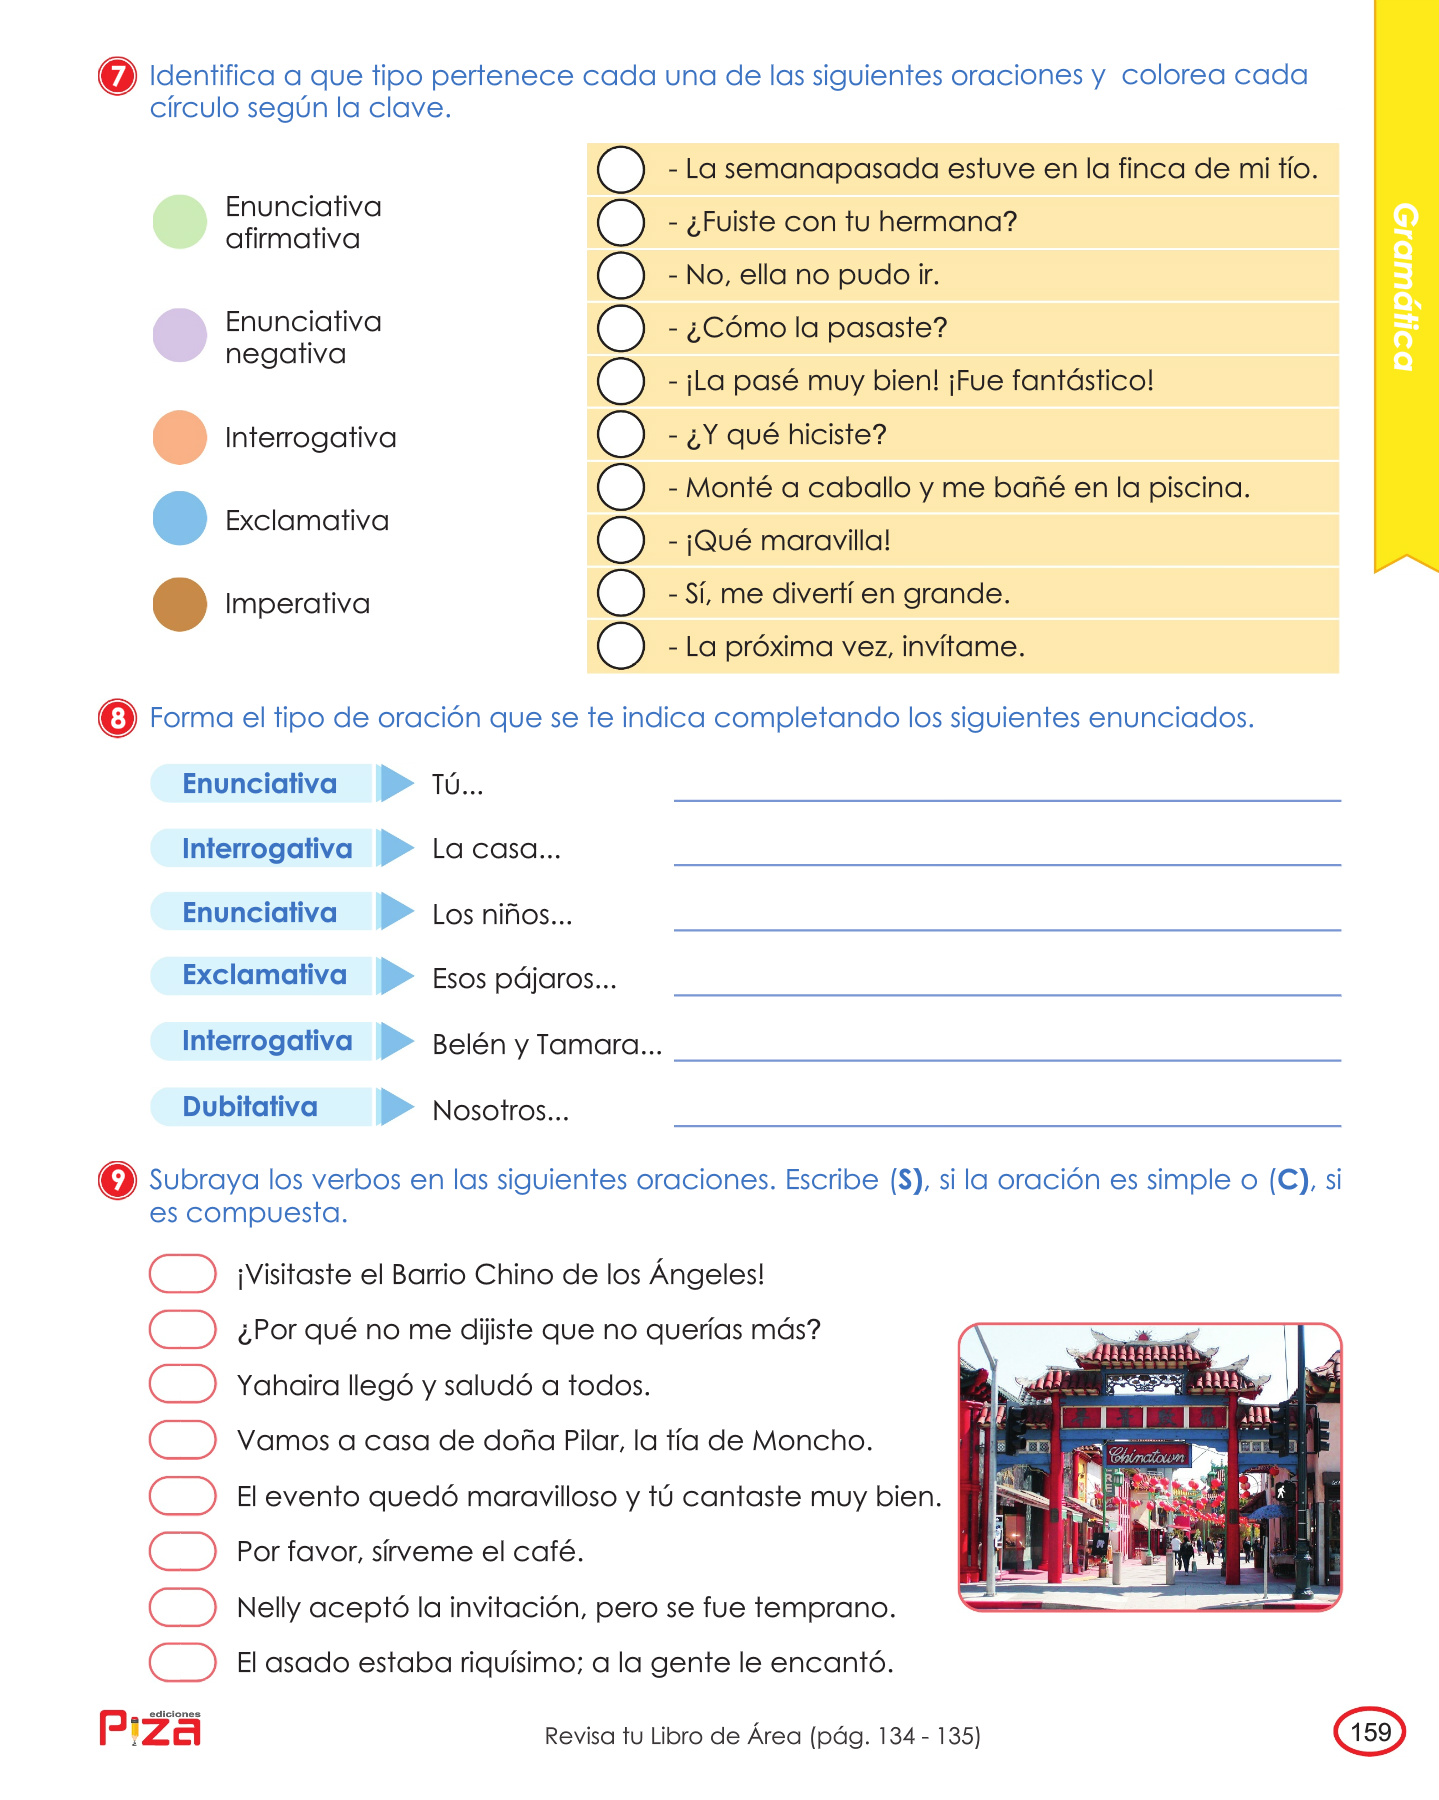 7 Identifica a que tipo pertenece cada una de las siguientes oraciones y colorea cada
círculo según la clave.
Enunciativa
afirmativa
Enunciativa
negativa
Interrogativa
Exclamativa
Imperativa
- La semanapasada estuve en la finca de mi tío.
- ¿Fuiste con tu hermana?
- No, ella no pudo ir.
- ¿Cómo la pasaste?
- ¡La pasé muy bien! ¡Fue fantástico!
- ¿Y qué hiciste?
- Monté a caballo y me bañé en la piscina.
- ¡Qué maravilla!
- Sí, me divertí en grande.
- La próxima vez, invítame.
Gramática
8 Forma el tipo de oración que se te indica completando los siguientes enunciados.
Enunciativa Tú...
Interrogativa La casa...
Enunciativa Los niños...
Exclamativa Esos pájaros...
Interrogativa Belén y Tamara...
Dubitativa Nosotros...
9 Subraya los verbos en las siguientes oraciones. Escribe (S), si la oración es simple o (C), si
es compuesta.
¡Visitaste el Barrio Chino de los Ángeles!
¿Por qué no me dijiste que no querías más?
Yahaira llegó y saludó a todos.
Vamos a casa de doña Pilar, la tía de Moncho.
El evento quedó maravilloso y tú cantaste muy bien.
Por favor, sírveme el café.
Nelly aceptó la invitación, pero se fue temprano.
El asado estaba riquísimo; a la gente le encantó.
Chinatown
ediciones
Piza
Revisa tu Libro de Área (pág. 134 - 135)
159